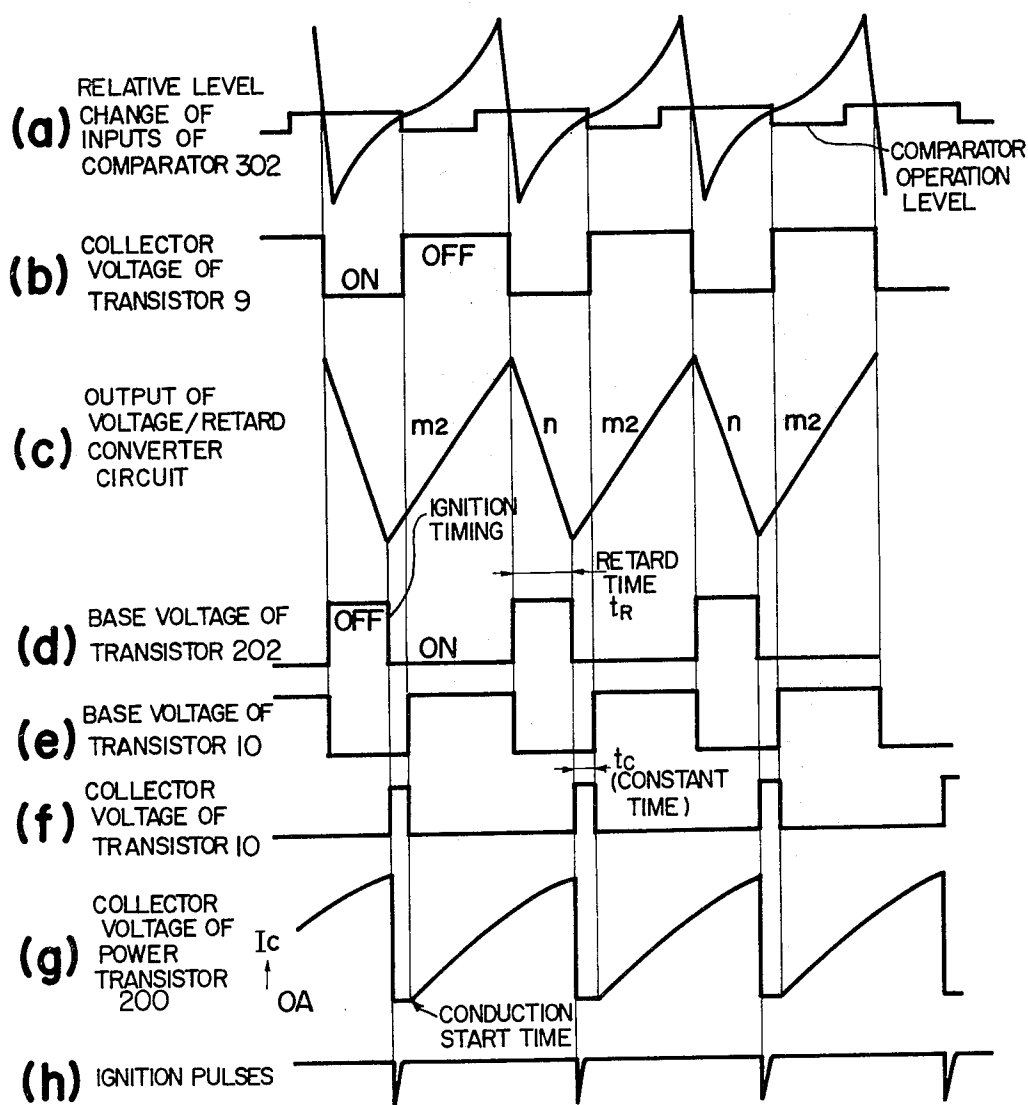 (a) RELATIVE LEVEL
CHANGE OF
INPUTS OF
COMPARATOR 302
COMPARATOR
OPERATION
LEVEL
(b) COLLECTOR
VOLTAGE OF
TRANSISTOR 9
ON
OFF
(c) OUTPUT OF
VOLTAGE/RETARD
CONVERTER
CIRCUIT
m2
n
m2
n
m2
IGNITION
TIMING
RETARD
TIME
tR
(d) BASE VOLTAGE OF
TRANSISTOR 202
OFF
ON
(e) BASE VOLTAGE OF
TRANSISTOR 10
tC
(CONSTANT
TIME)
(f) COLLECTOR
VOLTAGE OF
TRANSISTOR 10
(g) COLLECTOR
VOLTAGE OF
POWER
TRANSISTOR
200
Ic
OA
CONDUCTION
START TIME
(h) IGNITION PULSES